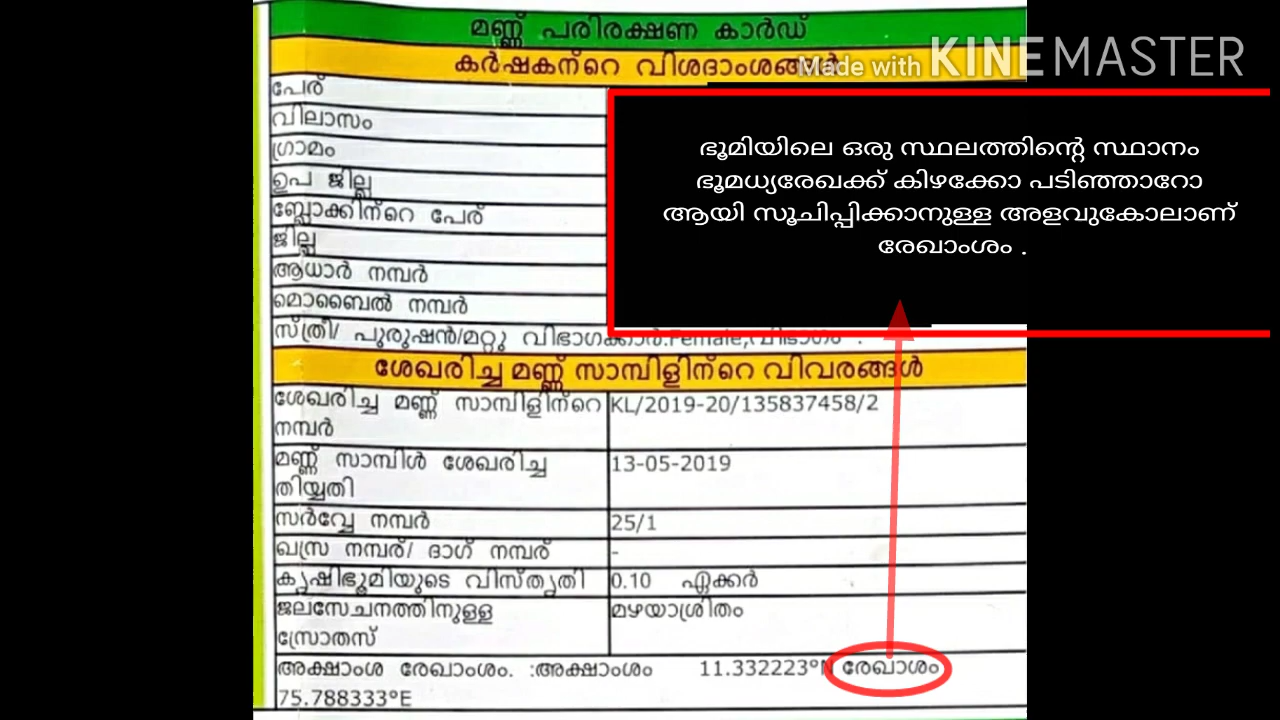 മണ്ണ് പരിരക്ഷണ കാർഡ്
കർഷകന്റെ വിശദാംശങ്ങൾ
Made with KINEMASTER
പേര്
വിലാസം
ഗ്രാമം
ഉപ ജില്ല
ബ്ലോക്കിന്റെ പേര്
ജില്ല
ആധാർ നമ്പർ
മൊബൈൽ നമ്പർ
ഭൂമിയിലെ ഒരു സ്ഥലത്തിന്റെ സ്ഥാനം
ഭൂമധ്യരേഖക്ക് കിഴക്കോ പടിഞ്ഞാറോ
ആയി സൂചിപ്പിക്കാനുള്ള അളവുകോലാണ്
രേഖാംശം .
സ്ത്രീ/ പുരുഷൻ/മറ്റു വിഭാഗക്കാർ:Female,വിഭാഗം :
ശേഖരിച്ച മണ്ണ് സാമ്പിളിന്റെ വിവരങ്ങൾ
ശേഖരിച്ച മണ്ണ് സാമ്പിളിന്റെ KL/2019-20/135837458/2
നമ്പർ
മണ്ണ് സാമ്പിൾ ശേഖരിച്ച 13-05-2019
തിയ്യതി
സർവ്വേ നമ്പർ 25/1
ഖസ്ര നമ്പര്/ ദാഗ് നമ്പര് -
കൃഷിഭൂമിയുടെ വിസ്തൃതി 0.10 ഏക്കർ
ജലസേചനത്തിനുള്ള മഴയാശ്രിതം
സ്രോതസ്
അക്ഷാംശ രേഖാംശം. :അക്ഷാംശം 11.332223°N രേഖാശം
75.788333°E